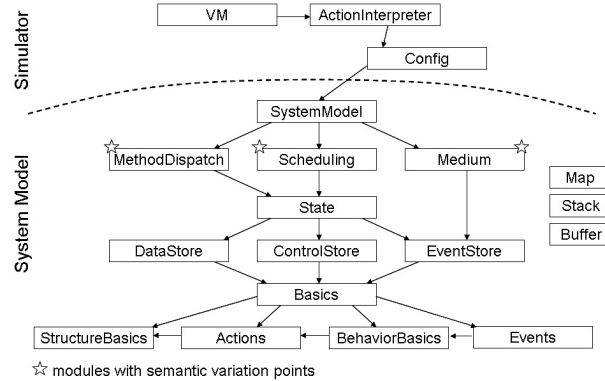 Simulator
VM
ActionInterpreter
Config
System Model
SystemModel
MethodDispatch
Scheduling
Medium
Map
State
Stack
DataStore
ControlStore
EventStore
Buffer
Basics
StructureBasics
Actions
BehaviorBasics
Events
modules with semantic variation points